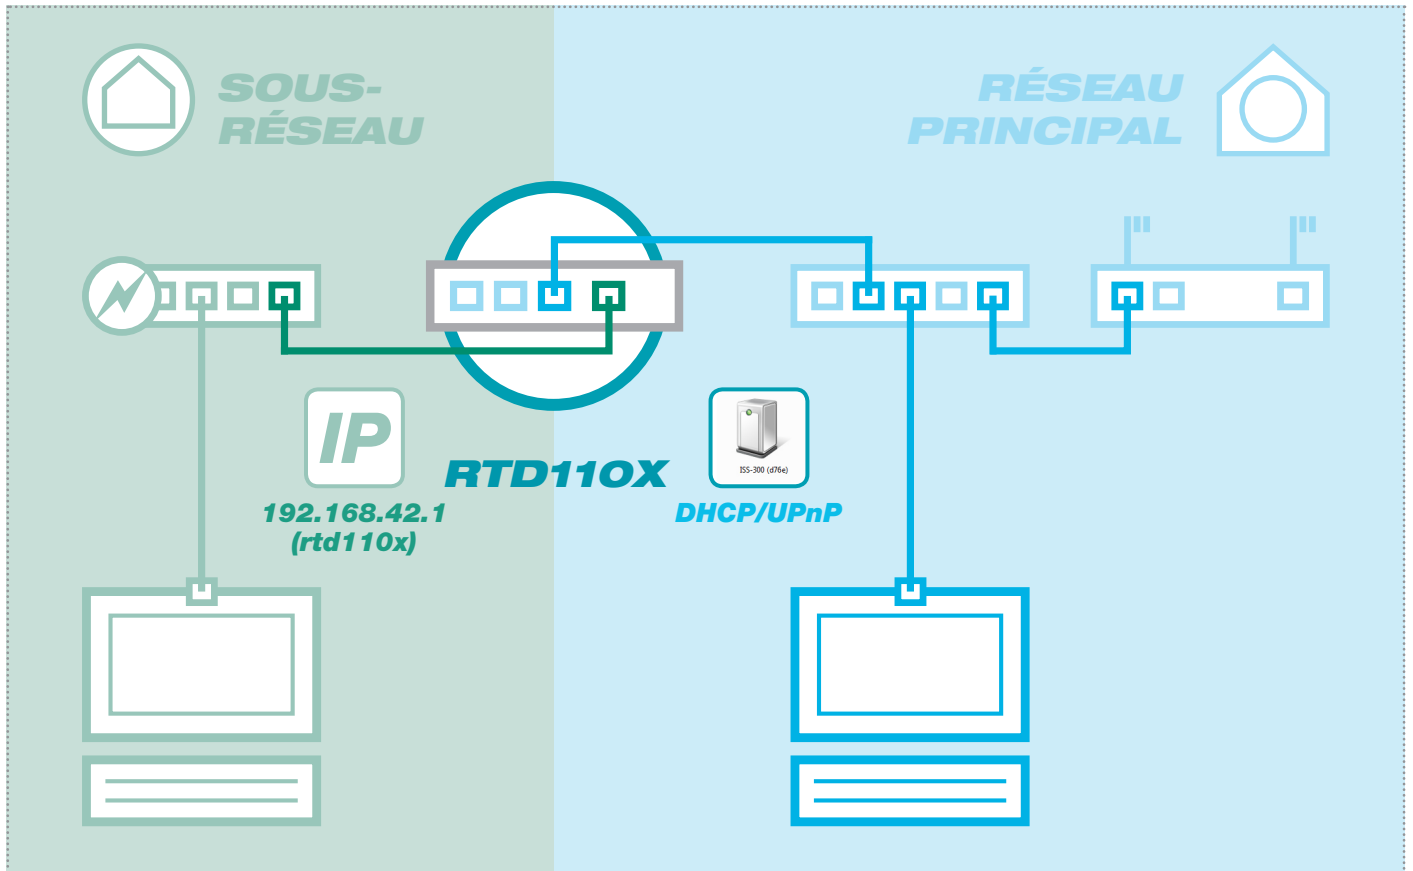 SOUS-
RÉSEAU
RÉSEAU
PRINCIPAL
IP
192.168.42.1
(rtd110x)
RTD110X
ISS-300 (d76e)
DHCP/UPnP